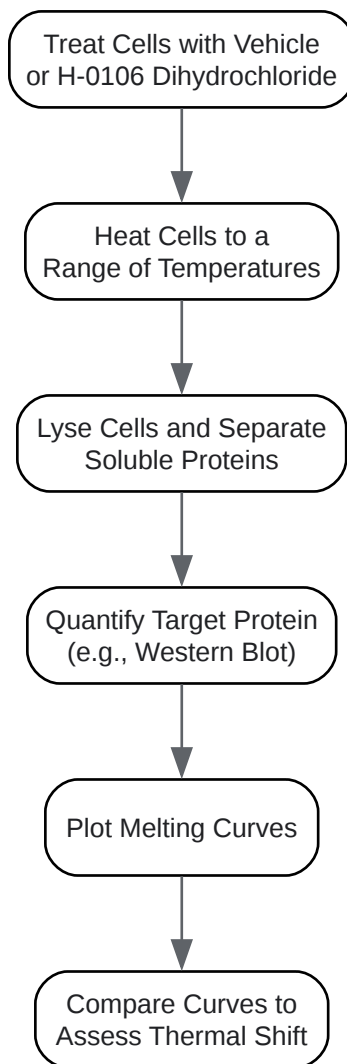 Treat Cells with Vehicle
or H-0106 Dihydrochloride
Heat Cells to a
Range of Temperatures
Lyse Cells and Separate
Soluble Proteins
Quantify Target Protein
(e.g., Western Blot)
Plot Melting Curves
Compare Curves to
Assess Thermal Shift